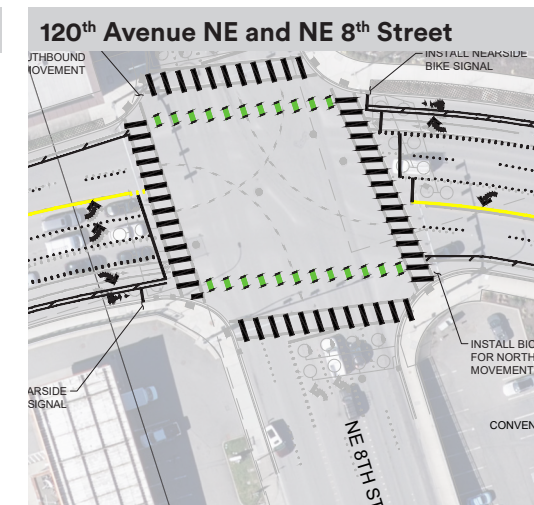 120th Avenue NE and NE 8th Street
UTHBOUND
MOVEMENT
INSTALL NEARSIDE
BIKE SIGNAL
INSTALL BIC
FOR NORTH
MOVEMENT
ARSIDE
SIGNAL
CONVEN
NE 8TH ST